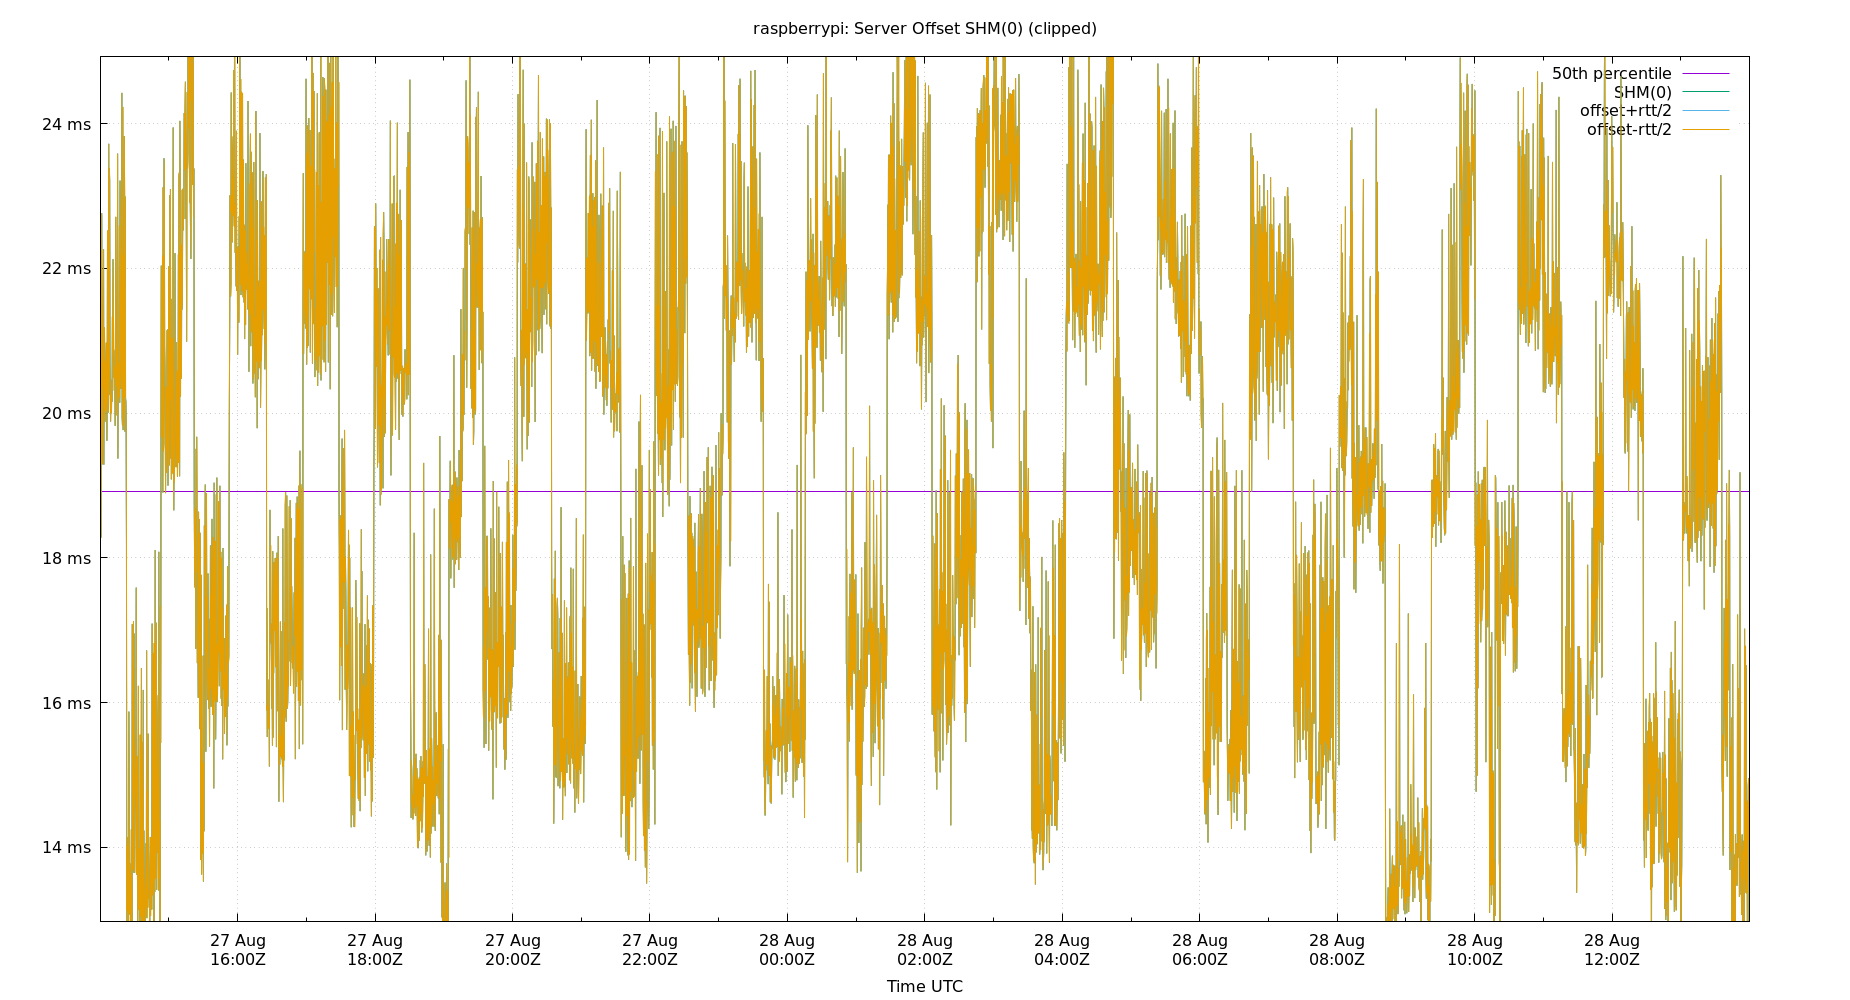 raspberrypi: Server Offset SHM(0) (clipped)
50th percentile
SHM(0)
offset+rtt/2
offset-rtt/2
24 ms
22 ms
20 ms
18 ms
16 ms
14 ms
27 Aug 27 Aug 27 Aug 27 Aug 28 Aug 28 Aug 28 Aug 28 Aug 28 Aug 28 Aug 28 Aug
16:00Z 18:00Z 20:00Z 22:00Z 00:00Z 02:00Z 04:00Z 06:00Z 08:00Z 10:00Z 12:00Z
Time UTC